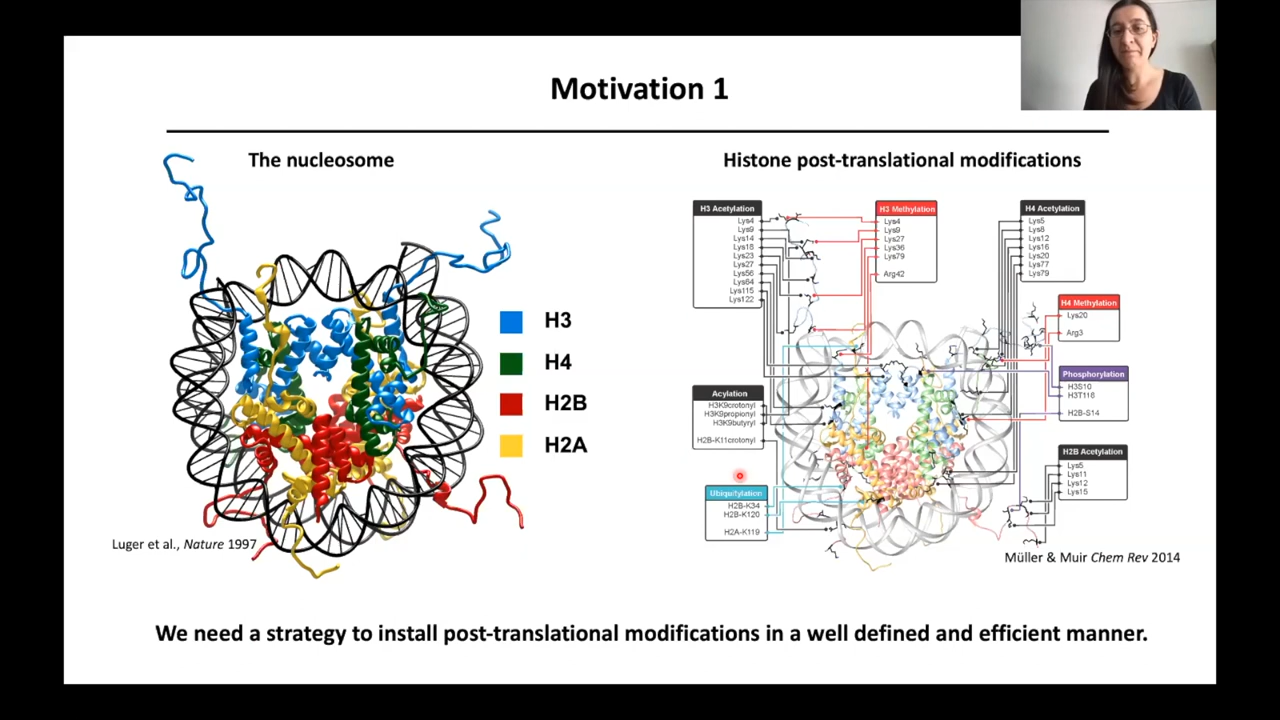 Motivation 1
The nucleosome
H3
H4
H2B
H2A
Luger et al., Nature 1997
Histone post-translational modifications
H3 Acetylation
Lys4
Lys9
Lys14
Lys18
Lys23
Lys27
Lys56
Lys64
Lys115
Lys122
H3 Methylation
Lys4
Lys9
Lys27
Lys36
Lys79
Arg42
H4 Acetylation
Lys5
Lys8
Lys12
Lys16
Lys20
Lys77
Lys79
H4 Methylation
Lys20
Arg3
Phosphorylation
H3S10
H3T118
H2B-S14
Acylation
H3K9crotonyl
H3K9propionyl
H3K9butyryl
H2B-K11crotonyl
H2B Acetylation
Lys5
Lys11
Lys12
Lys15
Ubiquitylation
H2B-K34
H2B-K120
H2A-K119
Müller & Muir Chem Rev 2014
We need a strategy to install post-translational modifications in a well defined and efficient manner.